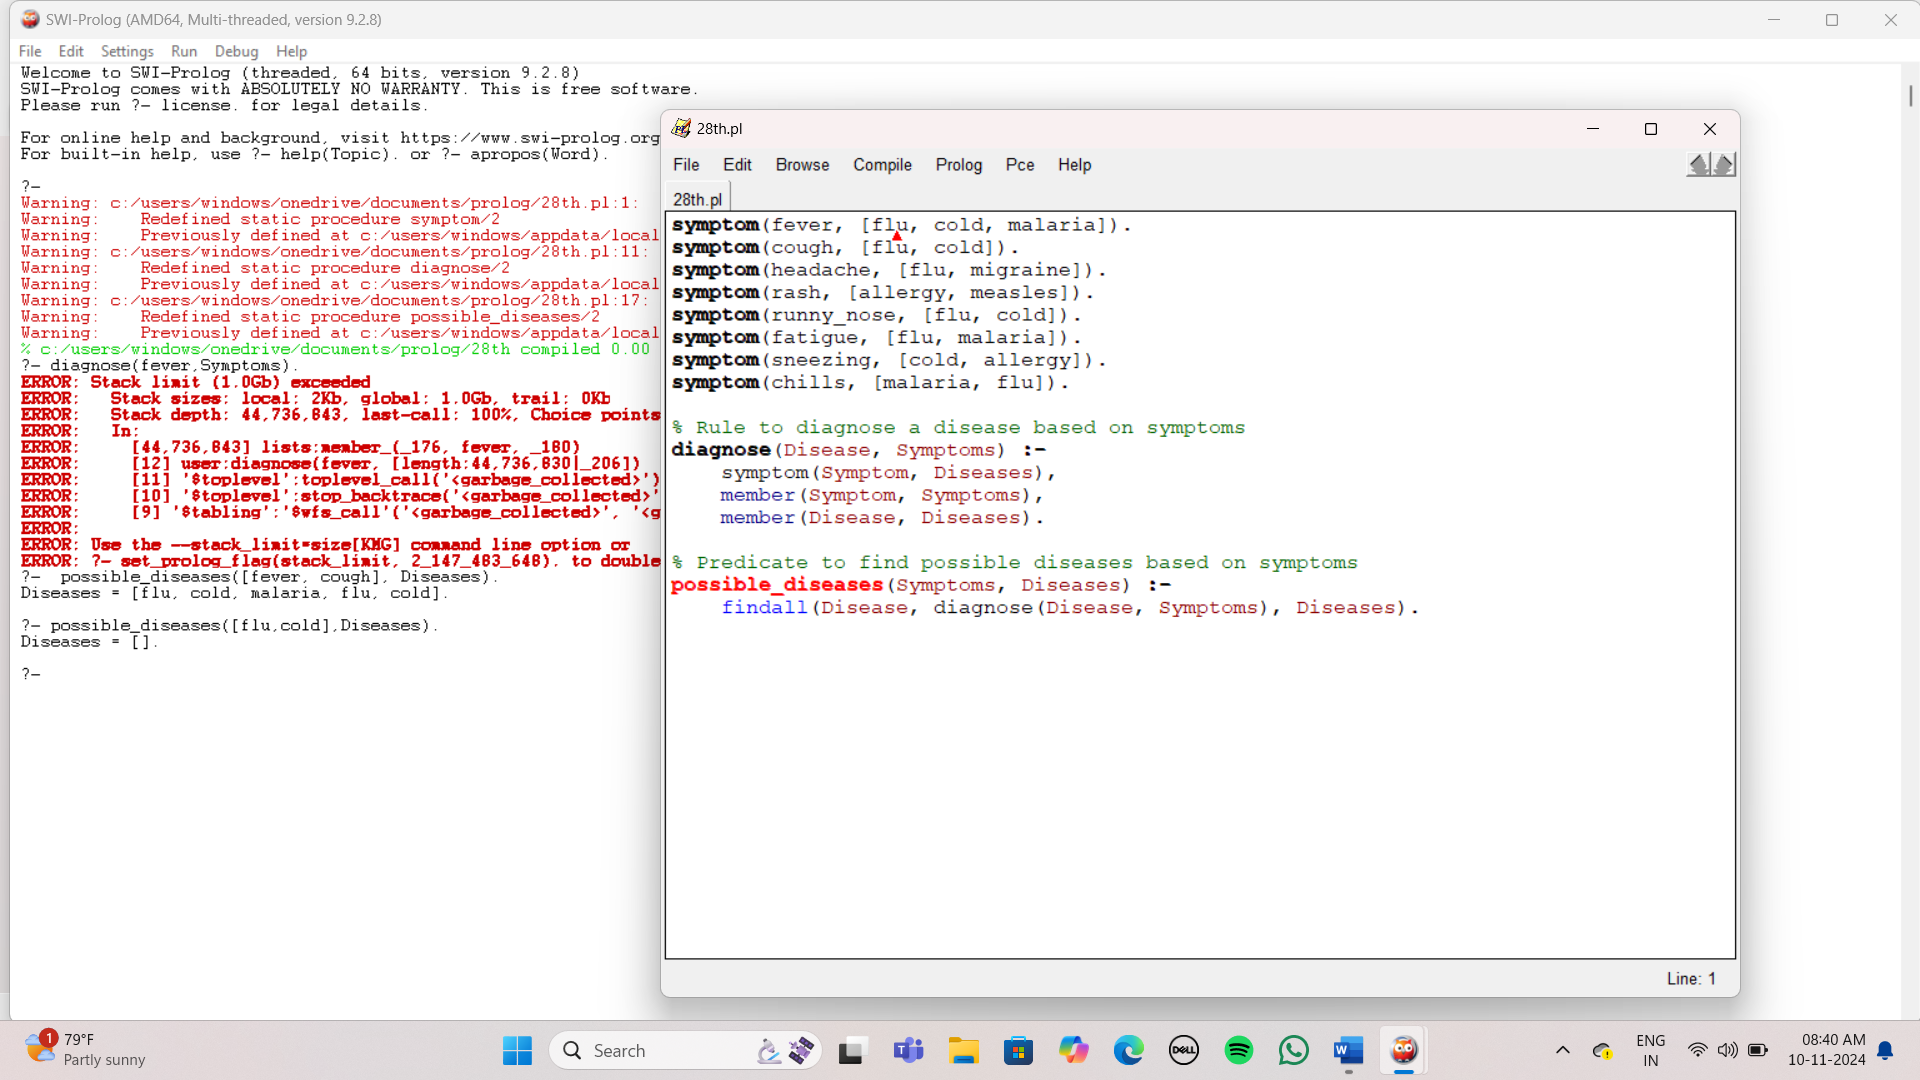 SWI-Prolog (AMD64, Multi-threaded, version 9.2.8)
File Edit Settings Run Debug Help
Welcome to SWI-Prolog (threaded, 64 bits, version 9.2.8)
SWI-Prolog comes with ABSOLUTELY NO WARRANTY. This is free software.
Please run ?- license. for legal details.
For online help and background, visit https://www.swi-prolog.org
For built-in help, use ?- help(Topic). or ?- apropos(Word).
?-
Warning: c:/users/windows/onedrive/documents/prolog/28th.pl:1:
Warning:    Redefined static procedure symptom/2
Warning:    Previously defined at c:/users/windows/appdata/local
Warning: c:/users/windows/onedrive/documents/prolog/28th.pl:11:
Warning:    Redefined static procedure diagnose/2
Warning:    Previously defined at c:/users/windows/appdata/local
Warning: c:/users/windows/onedrive/documents/prolog/28th.pl:17:
Warning:    Redefined static procedure possible_diseases/2
Warning:    Previously defined at c:/users/windows/appdata/local
% c:/users/windows/onedrive/documents/prolog/28th compiled 0.00
?- diagnose(fever,Symptoms).
ERROR: Stack limit (1.0Gb) exceeded
ERROR:   Stack sizes: local: 2Kb, global: 1.0Gb, trail: 0Kb
ERROR:   Stack depth: 44,736,843, last-call: 100%, Choice points
ERROR:   In:
ERROR:     [44,736,843] lists:member_(_176, fever, _180)
ERROR:     [12] user:diagnose(fever, [length:44,736,830|_206])
ERROR:     [11] '$toplevel':toplevel_call('<garbage_collected>')
ERROR:     [10] '$toplevel':stop_backtrace('<garbage_collected>'
ERROR:     [9] '$tabling':'$wfs_call'('<garbage_collected>', '<g
ERROR:
ERROR: Use the --stack_limit=size[KMG] command line option or
ERROR: ?- set_prolog_flag(stack_limit, 2_147_483_648). to double
?-  possible_diseases([fever, cough], Diseases).
Diseases = [flu, cold, malaria, flu, cold].
?- possible_diseases([flu,cold],Diseases).
Diseases = [].
?-
28th.pl
File Edit Browse Compile Prolog Pce Help
28th.pl
symptom(fever, [flu, cold, malaria]).
symptom(cough, [flu, cold]).
symptom(headache, [flu, migraine]).
symptom(rash, [allergy, measles]).
symptom(runny_nose, [flu, cold]).
symptom(fatigue, [flu, malaria]).
symptom(sneezing, [cold, allergy]).
symptom(chills, [malaria, flu]).
% Rule to diagnose a disease based on symptoms
diagnose(Disease, Symptoms) :-
    symptom(Symptom, Diseases),
    member(Symptom, Symptoms),
    member(Disease, Diseases).
% Predicate to find possible diseases based on symptoms
possible_diseases(Symptoms, Diseases) :-
    findall(Disease, diagnose(Disease, Symptoms), Diseases).
Line: 1
1
79°F
Partly sunny
Search
DELL
ENG
IN
08:40 AM
10-11-2024